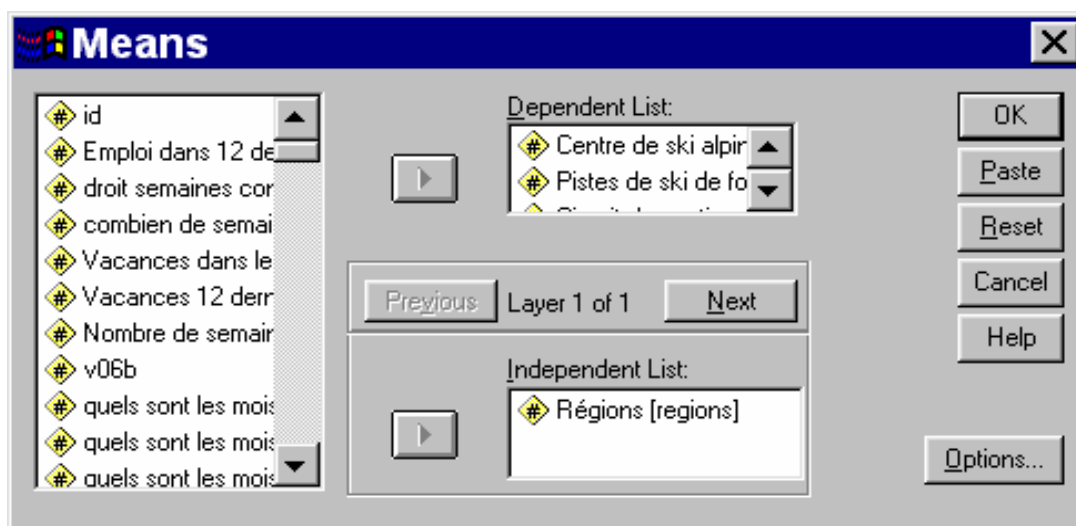 Means
id
Emploi dans 12 de
droit semaines cor
combien de semai
Vacances dans le
Vacances 12 derr
Nombre de semair
v06b
quels sont les mois
quels sont les mois
quels sont les mois
Dependent List:
Centre de ski alpir
Pistes de ski de fo
Previous
Layer 1 of 1
Next
Independent List:
Régions [regions]
OK
Paste
Reset
Cancel
Help
Options...